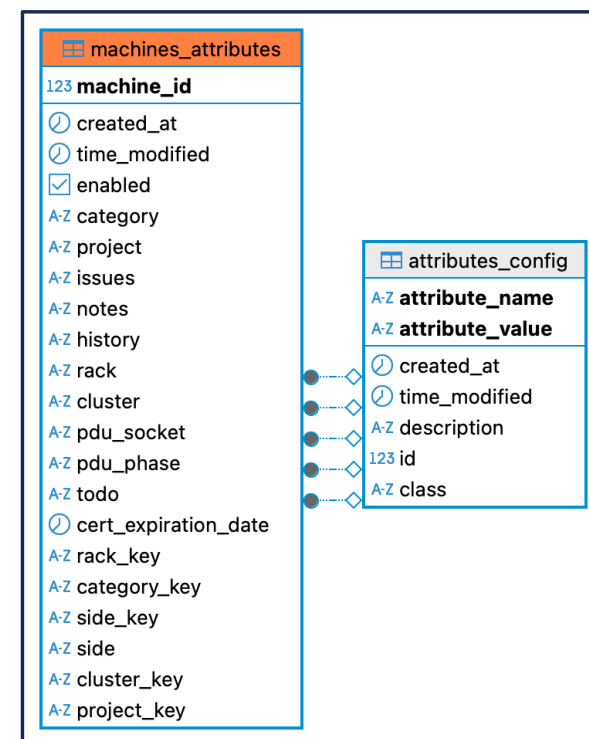 machines_attributes
123 machine_id
created_at
time_modified
enabled
A-Z category
A-Z project
A-Z issues
A-Z notes
A-Z history
A-Z rack
A-Z cluster
A-Z pdu_socket
A-Z pdu_phase
A-Z todo
cert_expiration_date
A-Z rack_key
A-Z category_key
A-Z side_key
A-Z side
A-Z cluster_key
A-Z project_key
attributes_config
A-Z attribute_name
A-Z attribute_value
created_at
time_modified
A-Z description
123 id
A-Z class